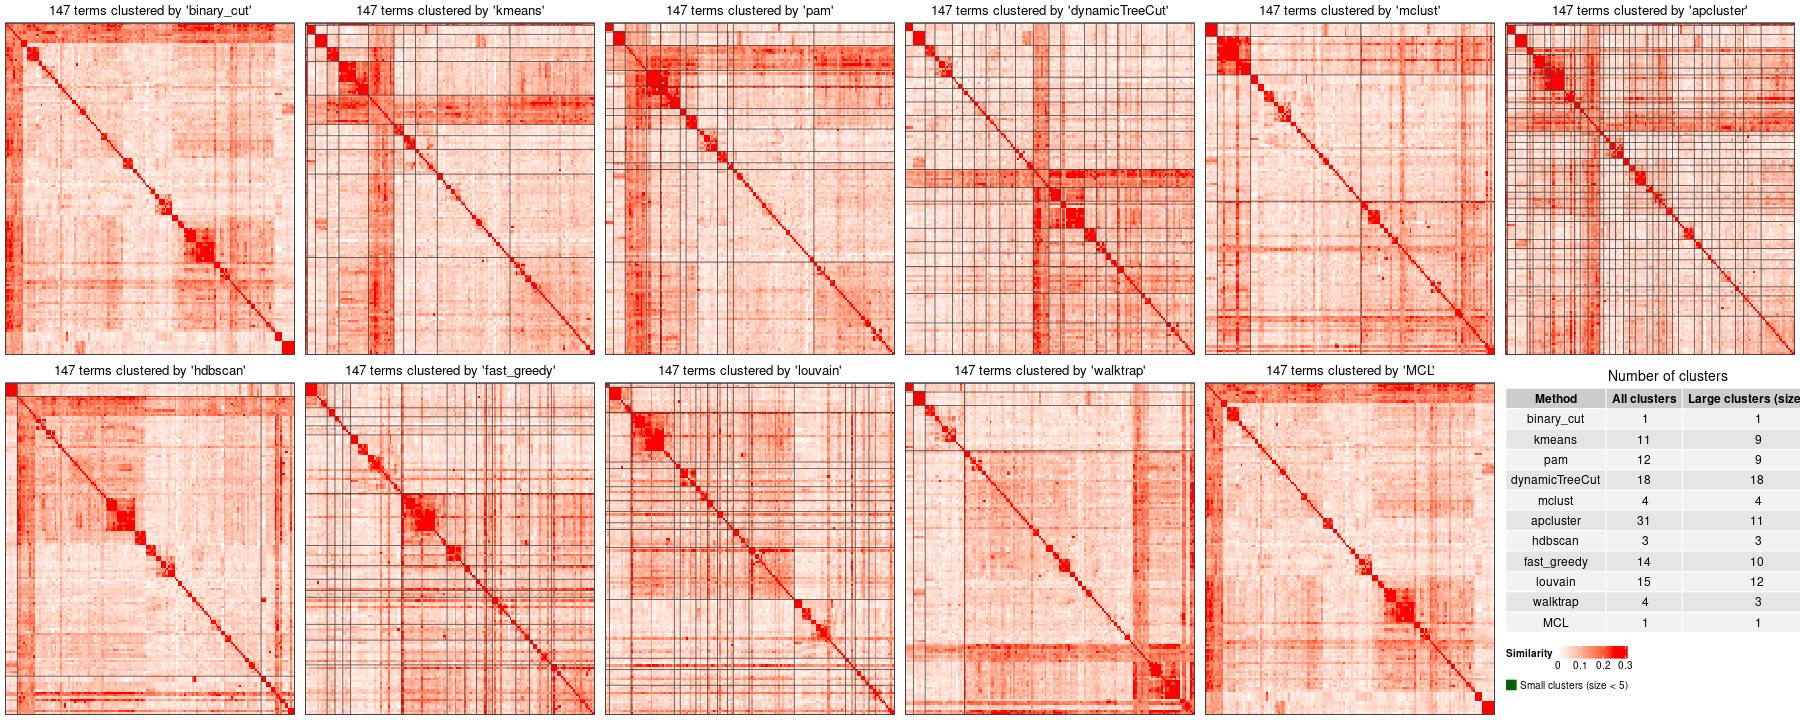 147 terms clustered by 'binary_cut'
147 terms clustered by 'kmeans'
147 terms clustered by 'pam'
147 terms clustered by 'dynamicTreeCut'
147 terms clustered by 'mclust'
147 terms clustered by 'apcluster'
147 terms clustered by 'hdbscan'
147 terms clustered by 'fast_greedy'
147 terms clustered by 'louvain'
147 terms clustered by 'walktrap'
147 terms clustered by 'MCL'
Number of clusters
Method All clusters Large clusters (size
binary_cut 1 1
kmeans 11 9
pam 12 9
dynamicTreeCut 18 18
mclust 4 4
apcluster 31 11
hdbscan 3 3
fast_greedy 14 10
louvain 15 12
walktrap 4 3
MCL 1 1
Similarity
0 0.1 0.2 0.3
Small clusters (size < 5)